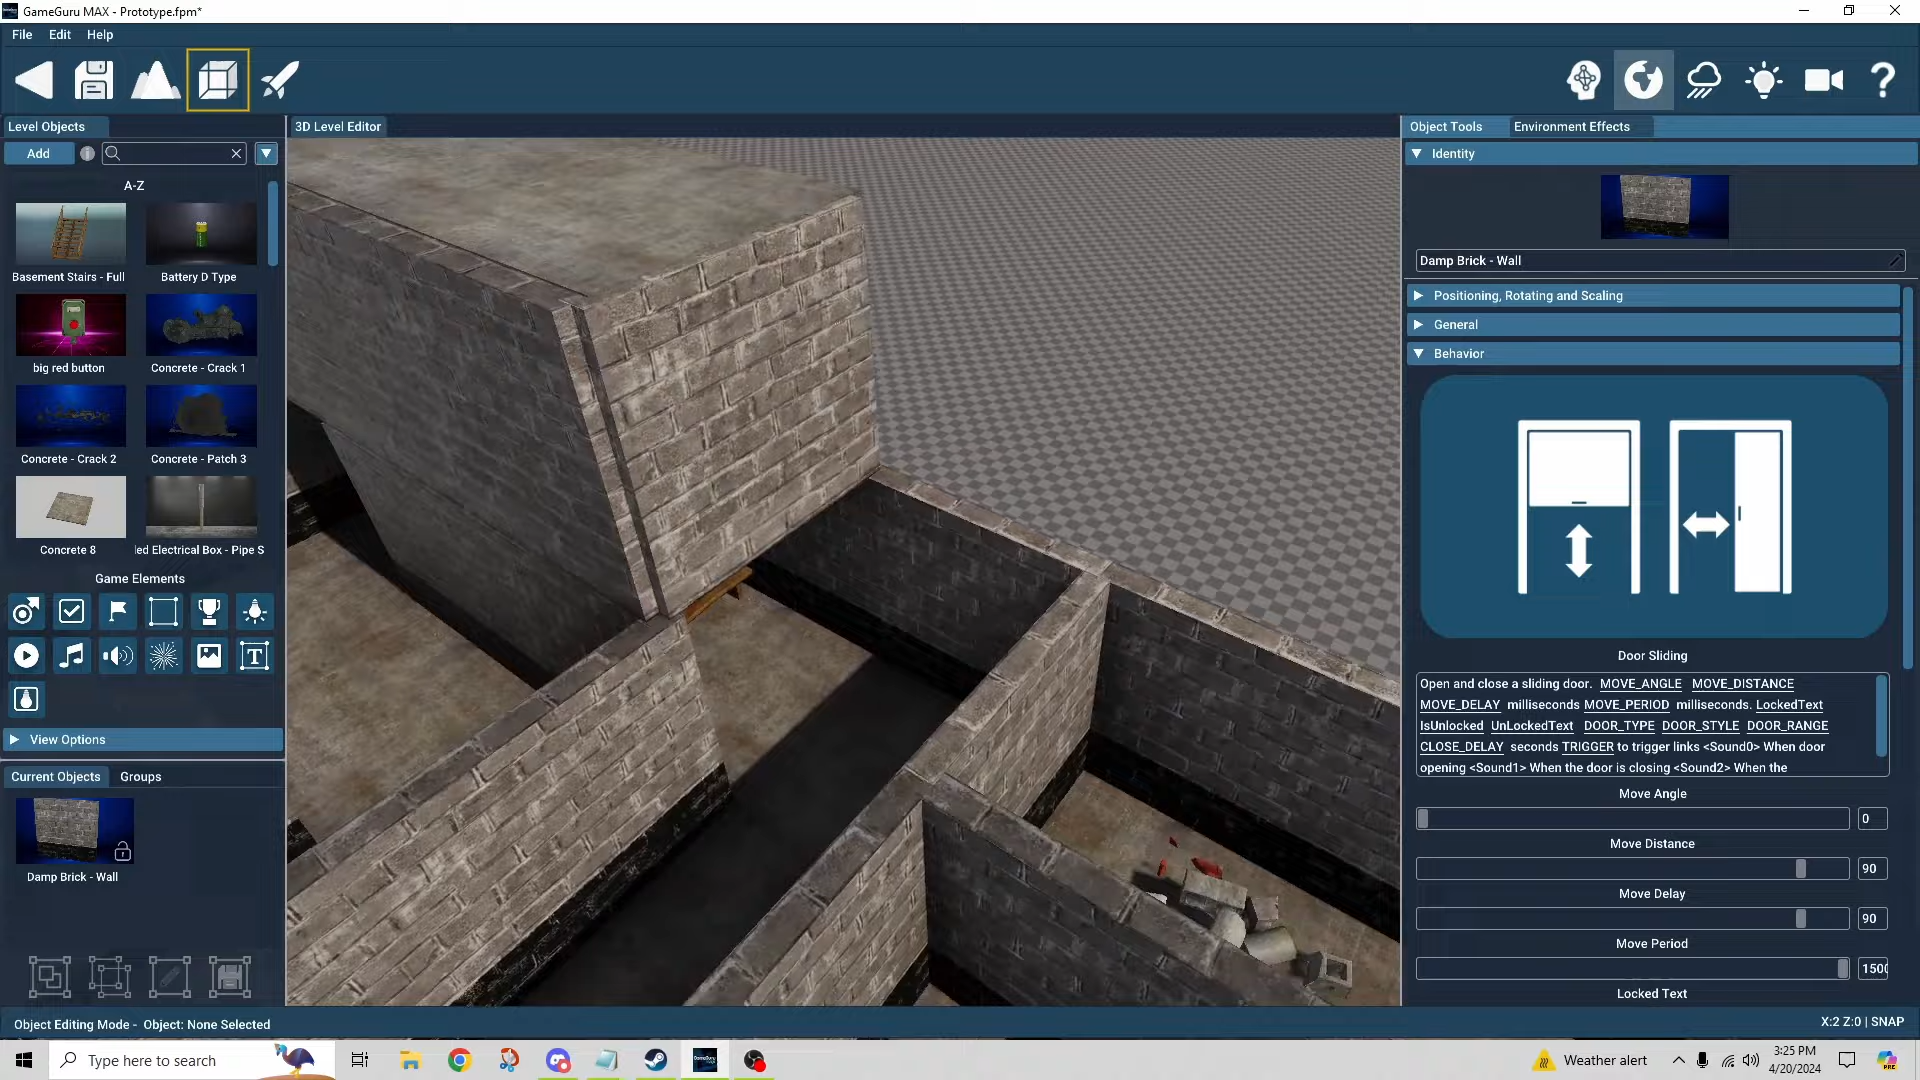 GameGuru MAX - Prototype.fpm*
File Edit Help
Level Objects
Add
A-Z
Basement Stairs - Full
Battery D Type
big red button
Concrete - Crack 1
Concrete - Crack 2
Concrete - Patch 3
Concrete 8
led Electrical Box - Pipe S
Game Elements
View Options
Current Objects Groups
Damp Brick - Wall
3D Level Editor
Object Tools Environment Effects
Identity
Damp Brick - Wall
Positioning, Rotating and Scaling
General
Behavior
Door Sliding
Open and close a sliding door. MOVE_ANGLE MOVE_DISTANCE
MOVE_DELAY milliseconds MOVE_PERIOD milliseconds. LockedText
IsUnlocked UnLockedText DOOR_TYPE DOOR_STYLE DOOR_RANGE
CLOSE_DELAY seconds TRIGGER to trigger links <Sound0> When door
opening <Sound1> When the door is closing <Sound2> When the
Move Angle
0
Move Distance
90
Move Delay
90
Move Period
1500
Locked Text
Object Editing Mode - Object: None Selected
X:2 Z:0 | SNAP
Type here to search
Weather alert
3:25 PM
4/20/2024